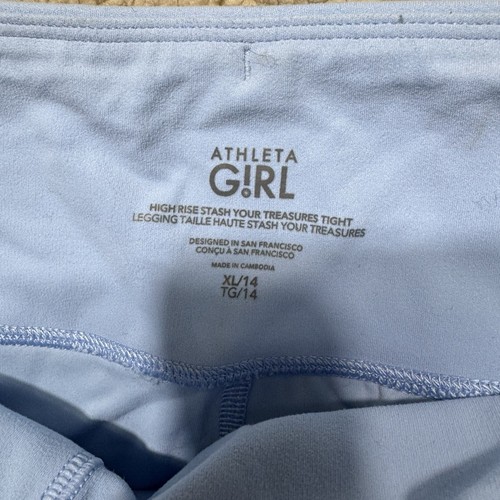 ATHLETA
G!RL
HIGH RISE STASH YOUR TREASURES TIGHT
LEGGING TAILLE HAUTE STASH YOUR TREASURES
DESIGNED IN SAN FRANCISCO
CONÇU À SAN FRANCISCO
MADE IN CAMBODIA
XL/14
TG/14